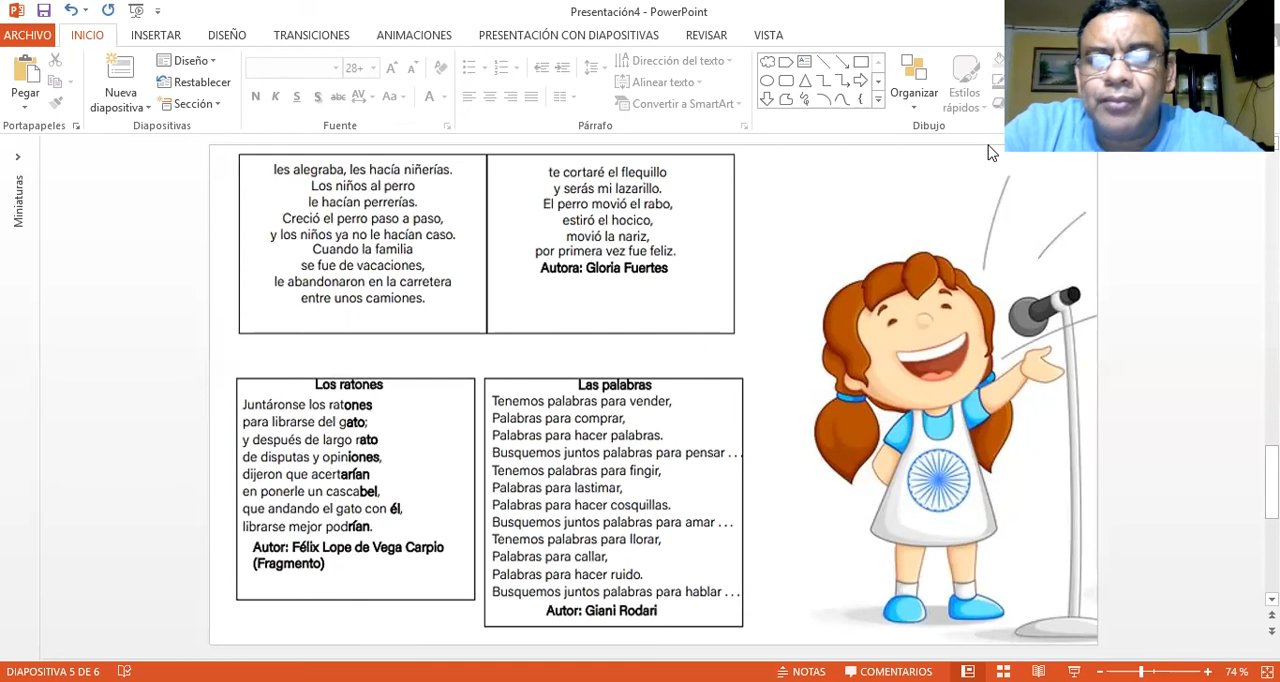 Presentación4 - PowerPoint
ARCHIVO INICIO INSERTAR DISEÑO TRANSICIONES ANIMACIONES PRESENTACIÓN CON DIAPOSITIVAS REVISAR VISTA
Pegar
Nueva diapositiva
Diseño
Restablecer
Sección
28+
N K S S abc AV Aa A
Dirección del texto
Alinear texto
Convertir a SmartArt
Organizar
Estilos rápidos
Portapapeles Diapositivas Fuente Párrafo Dibujo
Miniaturas
les alegraba, les hacía niñerías.
Los niños al perro
le hacían perrerías.
Creció el perro paso a paso,
y los niños ya no le hacían caso.
Cuando la familia
se fue de vacaciones,
le abandonaron en la carretera
entre unos camiones.
te cortaré el flequillo
y serás mi lazarillo.
El perro movió el rabo,
estiró el hocico,
movió la nariz,
por primera vez fue feliz.
Autora: Gloria Fuertes
Los ratones
Juntáronse los ratones
para librarse del gato;
y después de largo rato
de disputas y opiniones,
dijeron que acertarían
en ponerle un cascabel,
que andando el gato con él,
librarse mejor podrían.
Autor: Félix Lope de Vega Carpio
(Fragmento)
Las palabras
Tenemos palabras para vender,
Palabras para comprar,
Palabras para hacer palabras.
Busquemos juntos palabras para pensar . . .
Tenemos palabras para fingir,
Palabras para lastimar,
Palabras para hacer cosquillas.
Busquemos juntos palabras para amar . . .
Tenemos palabras para llorar,
Palabras para callar,
Palabras para hacer ruido.
Busquemos juntos palabras para hablar . . .
Autor: Giani Rodari
DIAPOSITIVA 5 DE 6 NOTAS COMENTARIOS 74 %